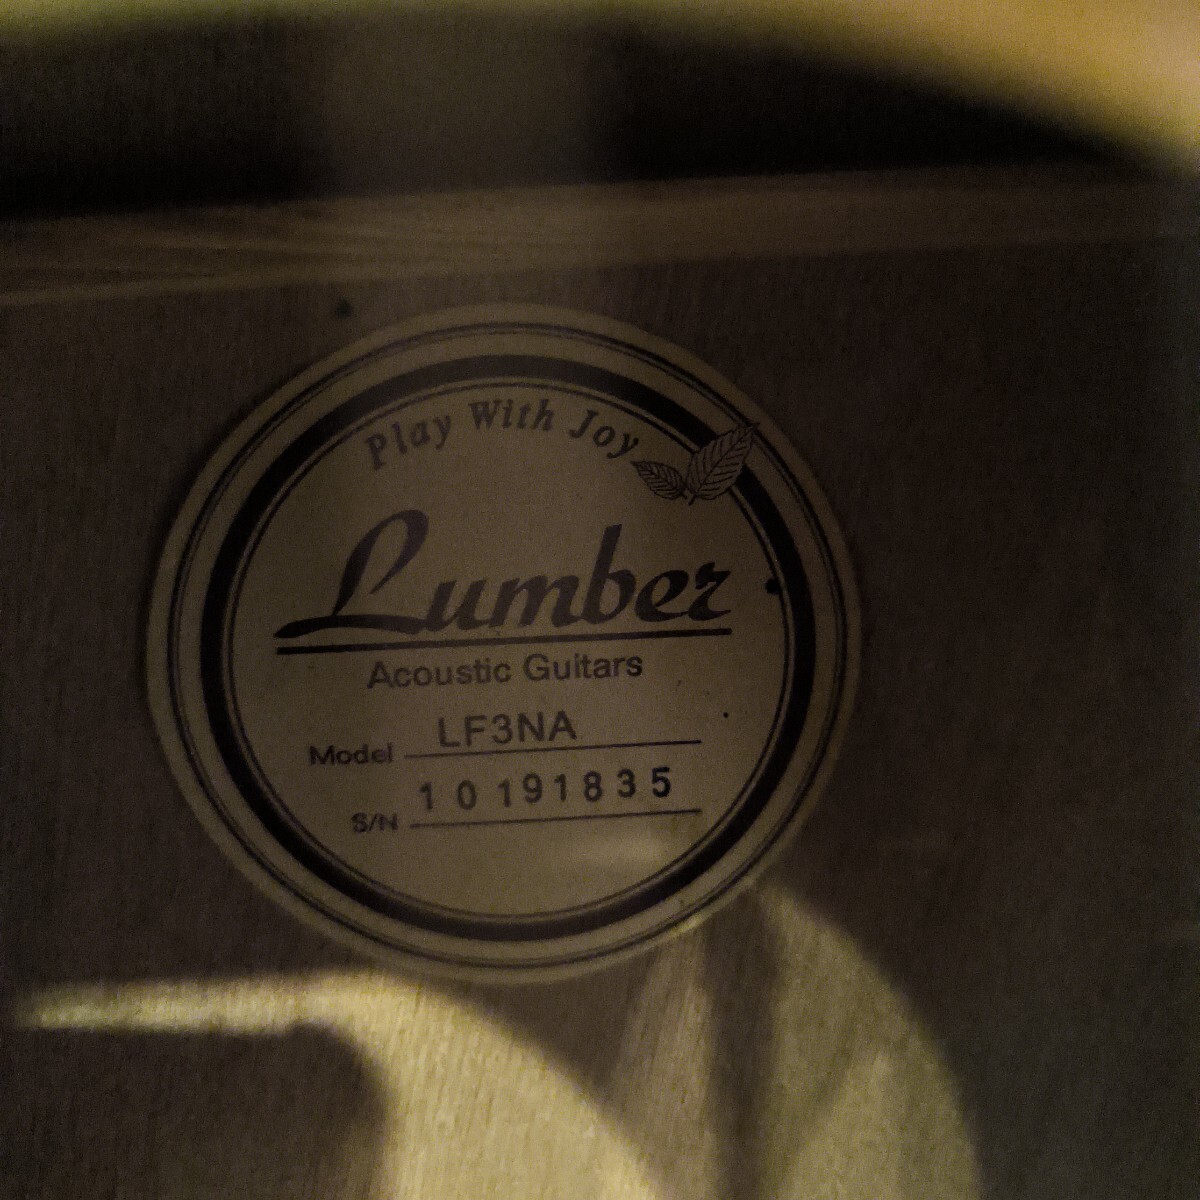 Play With Joy
Lumber
Acoustic Guitars
Model LF3NA
S/N 10191835